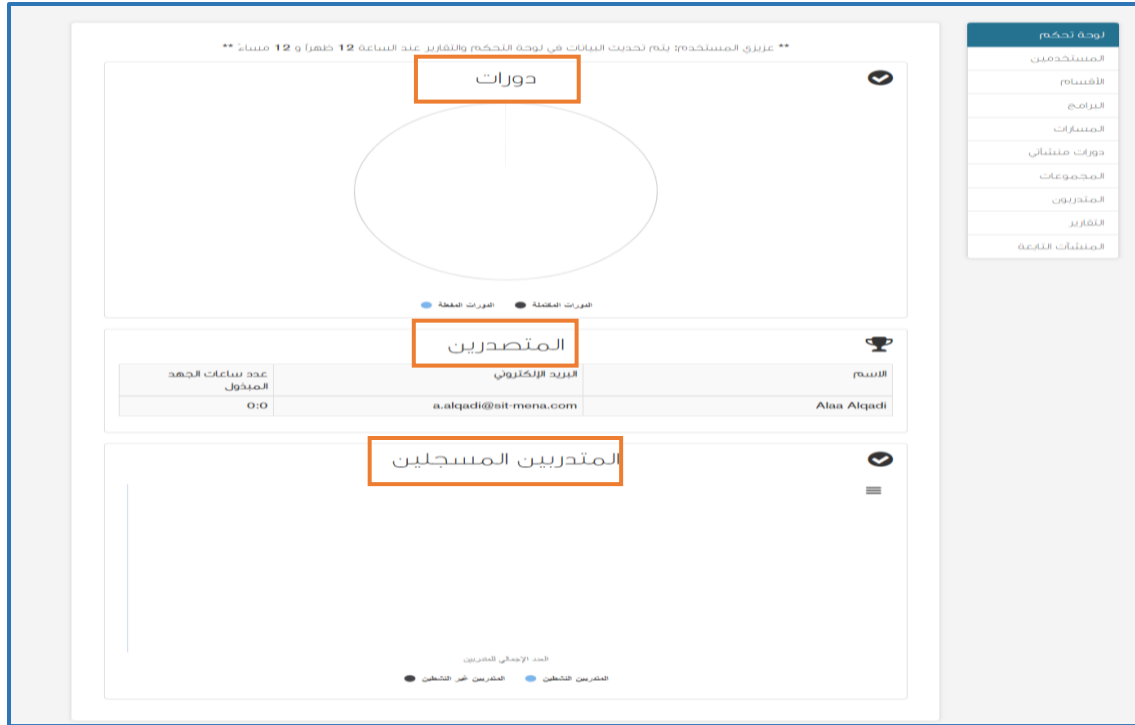 لوحة تحكم
المستخدمين
الأقسام
البرامج
المسارات
دورات منشأتي
المجموعات
المتدربون
التقارير
المنشآت التابعة
** عزيزي المستخدم: يتم تحديث البيانات في لوحة التحكم والتقارير عند الساعة 12 ظهراً و 12 مساءً **
دورات
الدورات المكتملة الدورات المفعلة
المتصدرين
الاسم البريد الإلكتروني عدد ساعات الجهد
المبذول
Alaa Alqadi a.alqadi@sit-mena.com 0:0
المتدربين المسجلين
العدد الإجمالي للمتدربين
المتدربين النشطين المتدربين غير النشطين